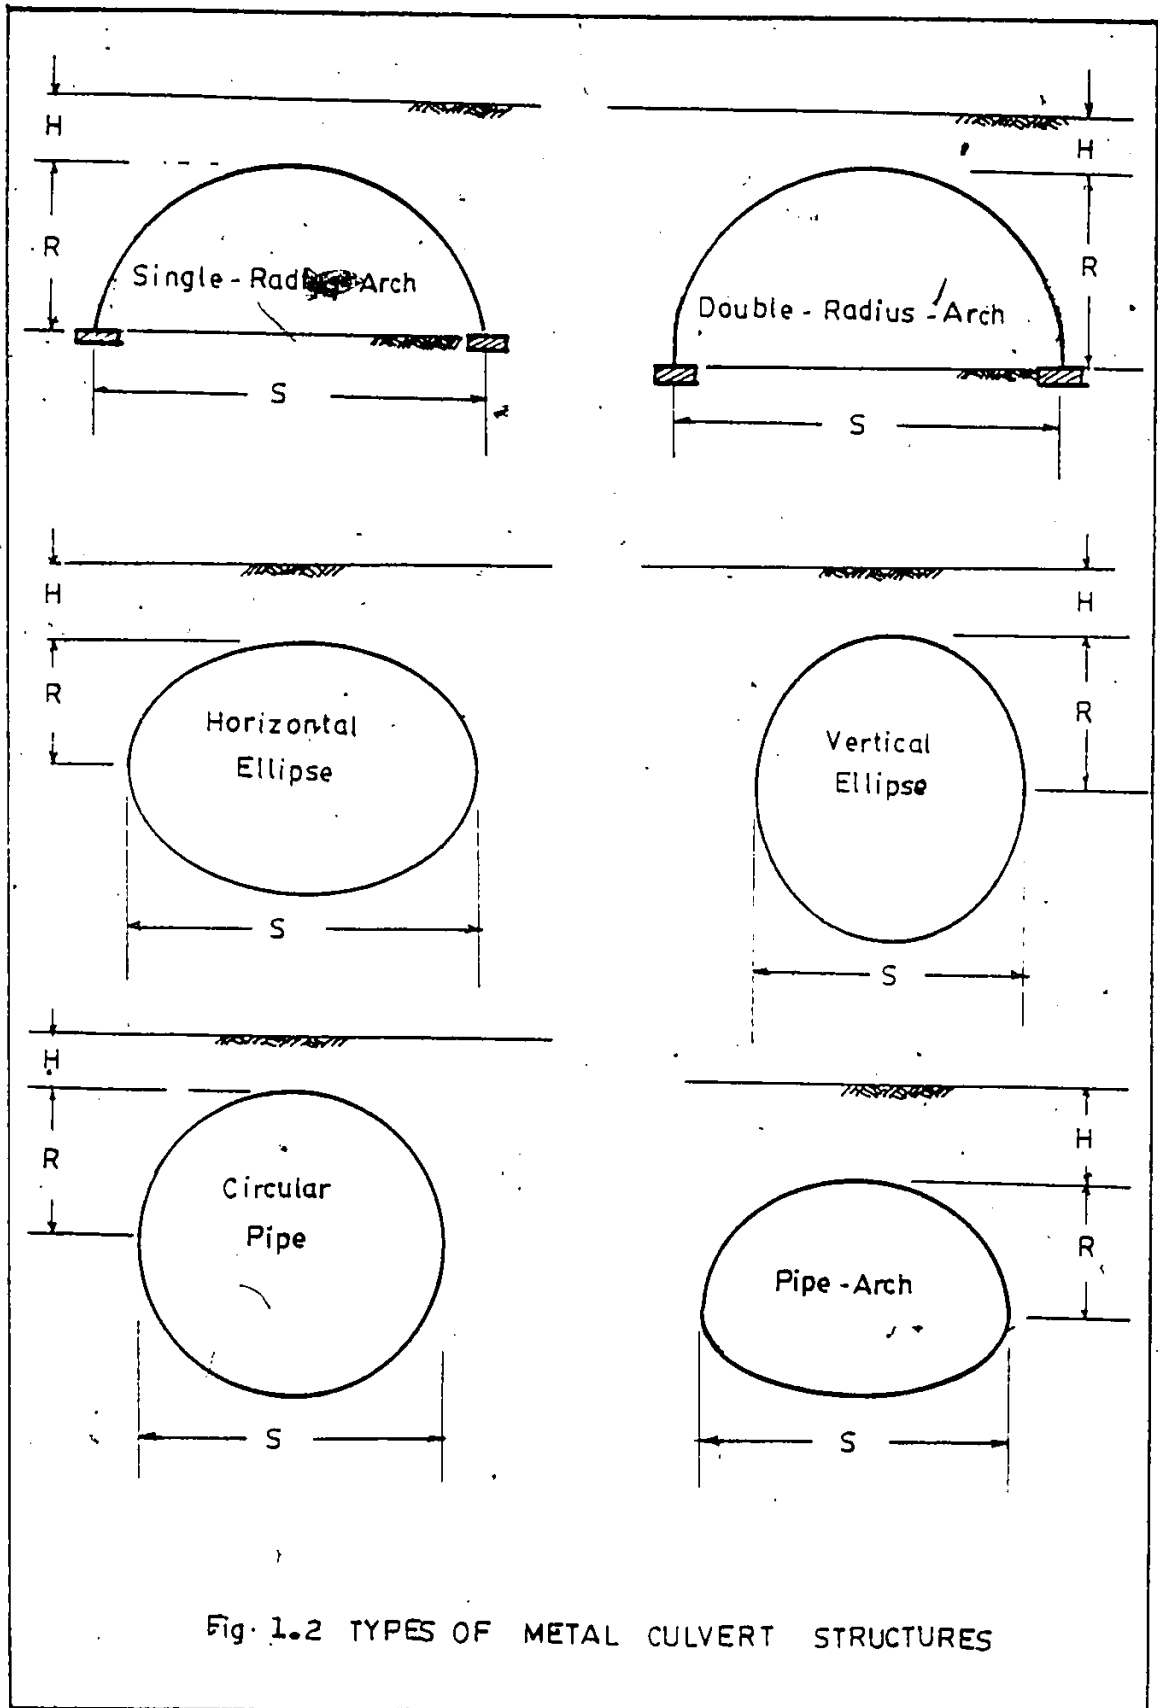 H
R
Single - Radius - Arch
S
H
R
Double - Radius - Arch
S
H
R
Horizontal
Ellipse
S
H
R
Vertical
Ellipse
S
H
R
Circular
Pipe
S
H
R
Pipe - Arch
S
Fig. 1.2 TYPES OF METAL CULVERT STRUCTURES